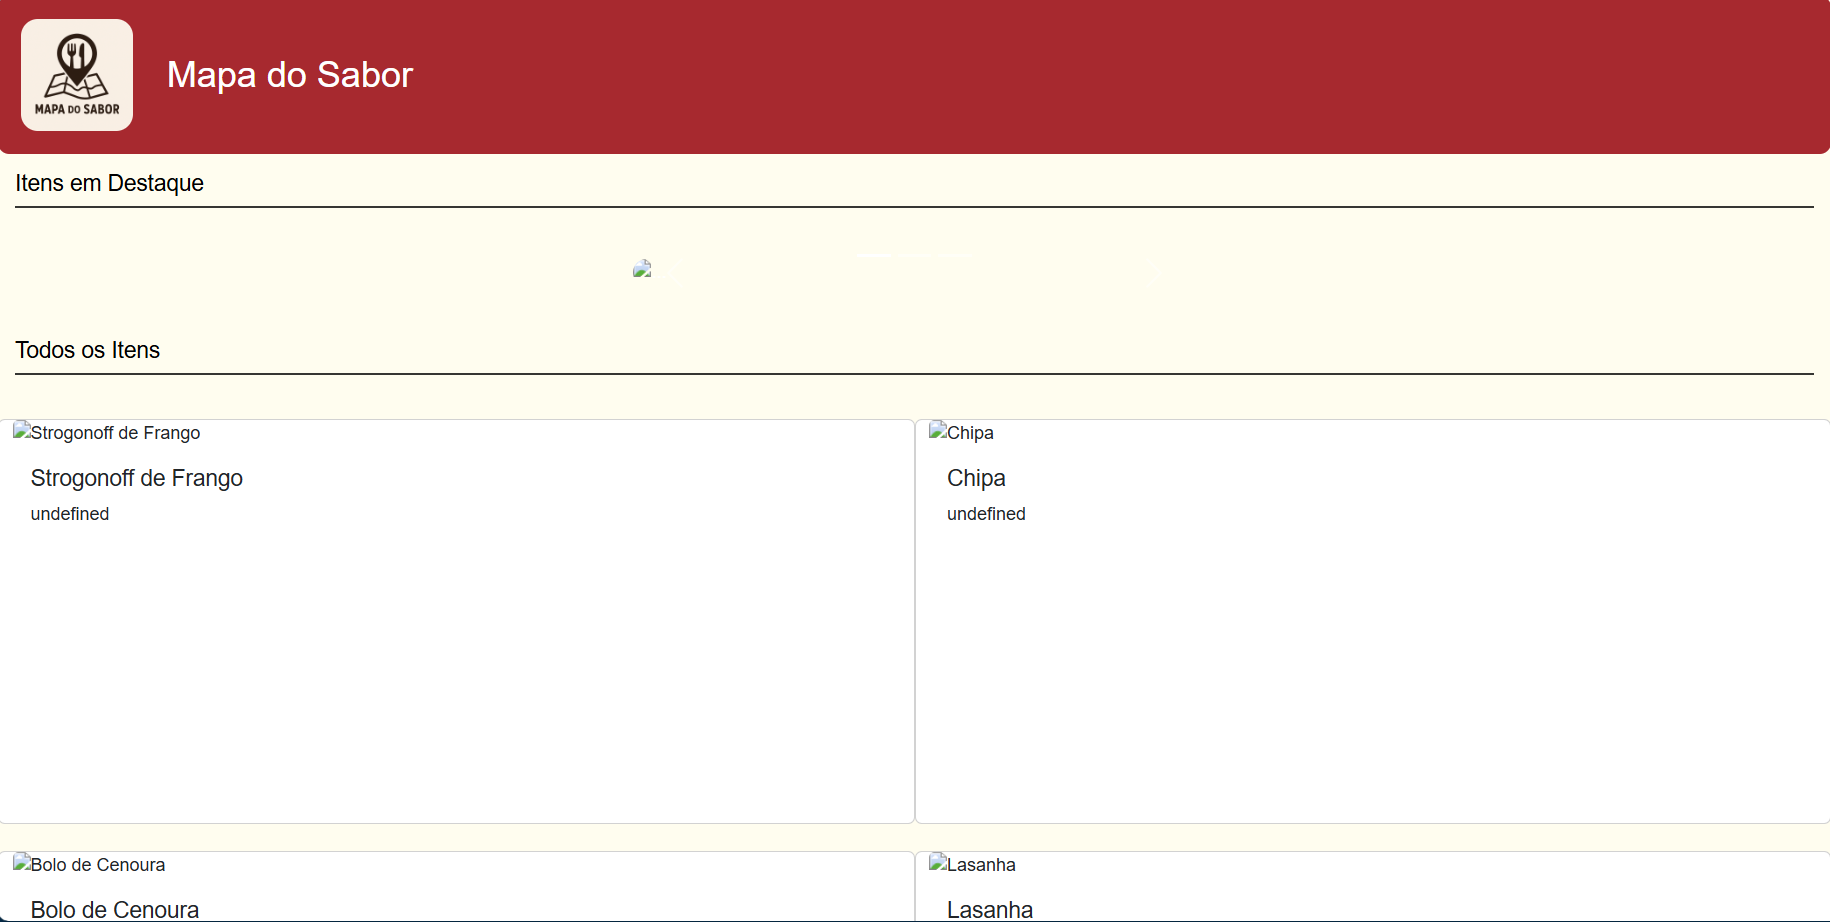 MAPA DO SABOR
Mapa do Sabor
Itens em Destaque
Todos os Itens
Strogonoff de Frango
Strogonoff de Frango
undefined
Chipa
Chipa
undefined
Bolo de Cenoura
Bolo de Cenoura
Lasanha
Lasanha